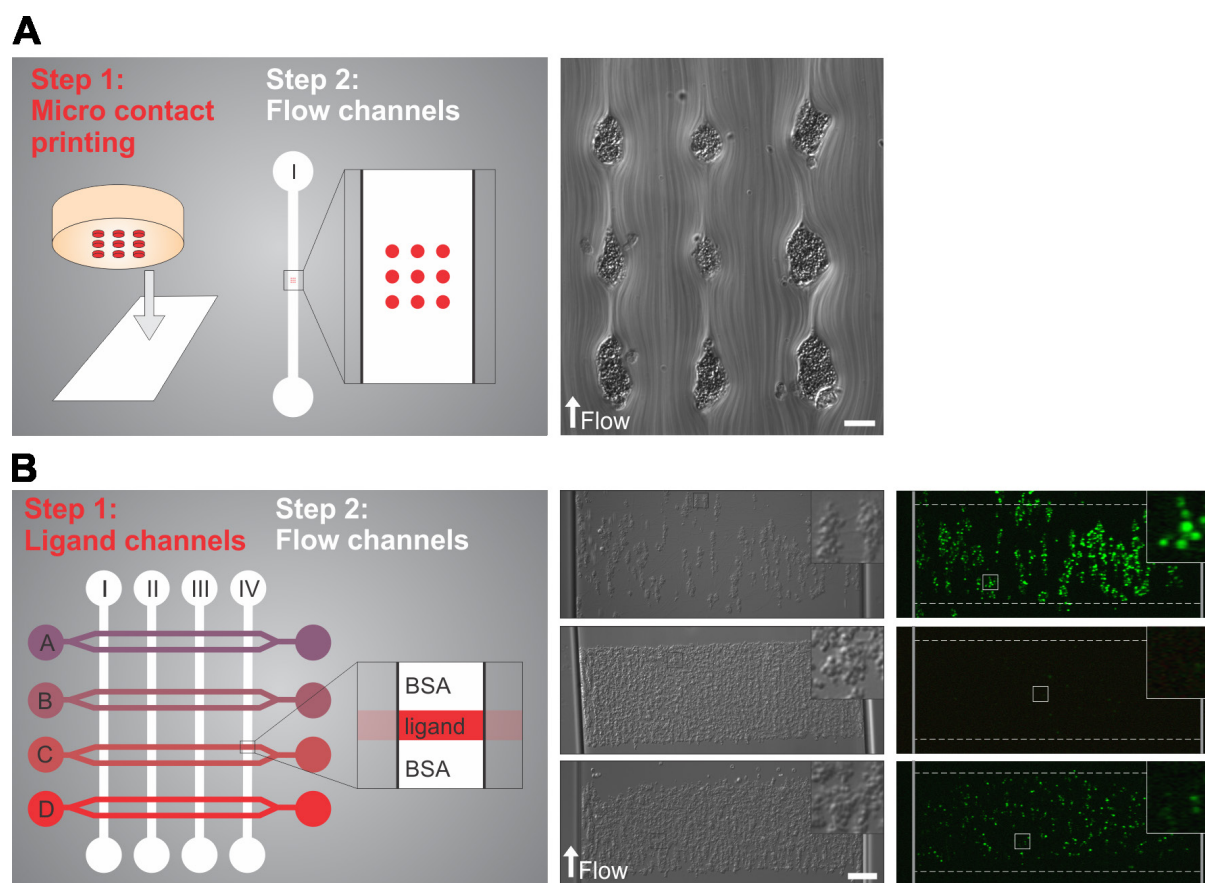 A
Step 1:
Micro contact
printing
Step 2:
Flow channels
I
Flow
B
Step 1:
Ligand channels
Step 2:
Flow channels
I II III IV
A
B
C
D
BSA
ligand
BSA
Flow